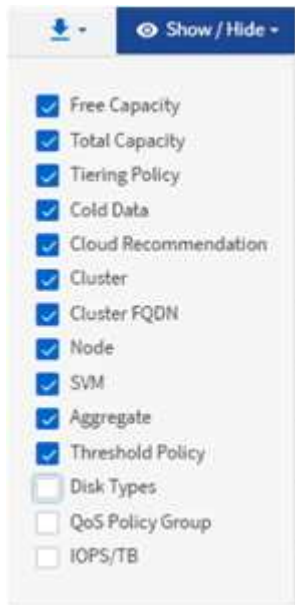 Show / Hide
Free Capacity
Total Capacity
Tiering Policy
Cold Data
Cloud Recommendation
Cluster
Cluster FQDN
Node
SVM
Aggregate
Threshold Policy
Disk Types
QoS Policy Group
IOPS/TB